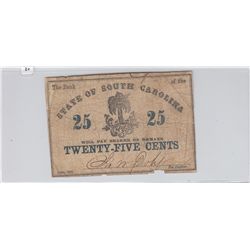 The Bank of the
STATE OF SOUTH CAROLINA
25 25
WILL PAY BEARER ON DEMAND
TWENTY-FIVE CENTS